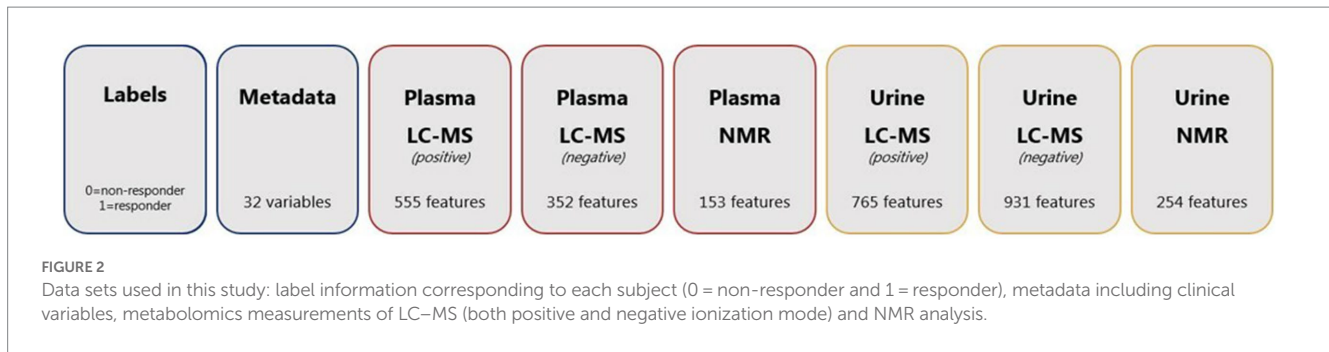 Labels
0=non-responder
1=responder
Metadata
32 variables
Plasma
LC-MS
(positive)
555 features
Plasma
LC-MS
(negative)
352 features
Plasma
NMR
153 features
Urine
LC-MS
(positive)
765 features
Urine
LC-MS
(negative)
931 features
Urine
NMR
254 features
FIGURE 2
Data sets used in this study: label information corresponding to each subject (0 = non-responder and 1 = responder), metadata including clinical
variables, metabolomics measurements of LC–MS (both positive and negative ionization mode) and NMR analysis.